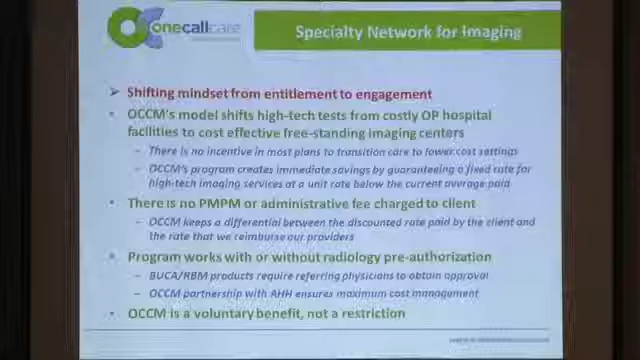 onecallcare
Specialty Network for Imaging
➤ Shifting mindset from entitlement to engagement
• OCCM's model shifts high-tech tests from costly OP hospital
facilities to cost effective free-standing imaging centers
– There is no incentive in most plans to transition care to lower cost settings
– OCCM's program creates immediate savings by guaranteeing a fixed rate for
high-tech imaging services at a unit rate below the current average paid
• There is no PMPM or administrative fee charged to client
– OCCM keeps a differential between the discounted rate paid by the client and
the rate that we reimburse our providers
• Program works with or without radiology pre-authorization
– BUCA/RBM products require referring physicians to obtain approval
– OCCM partnership with AHH ensures maximum cost management
• OCCM is a voluntary benefit, not a restriction